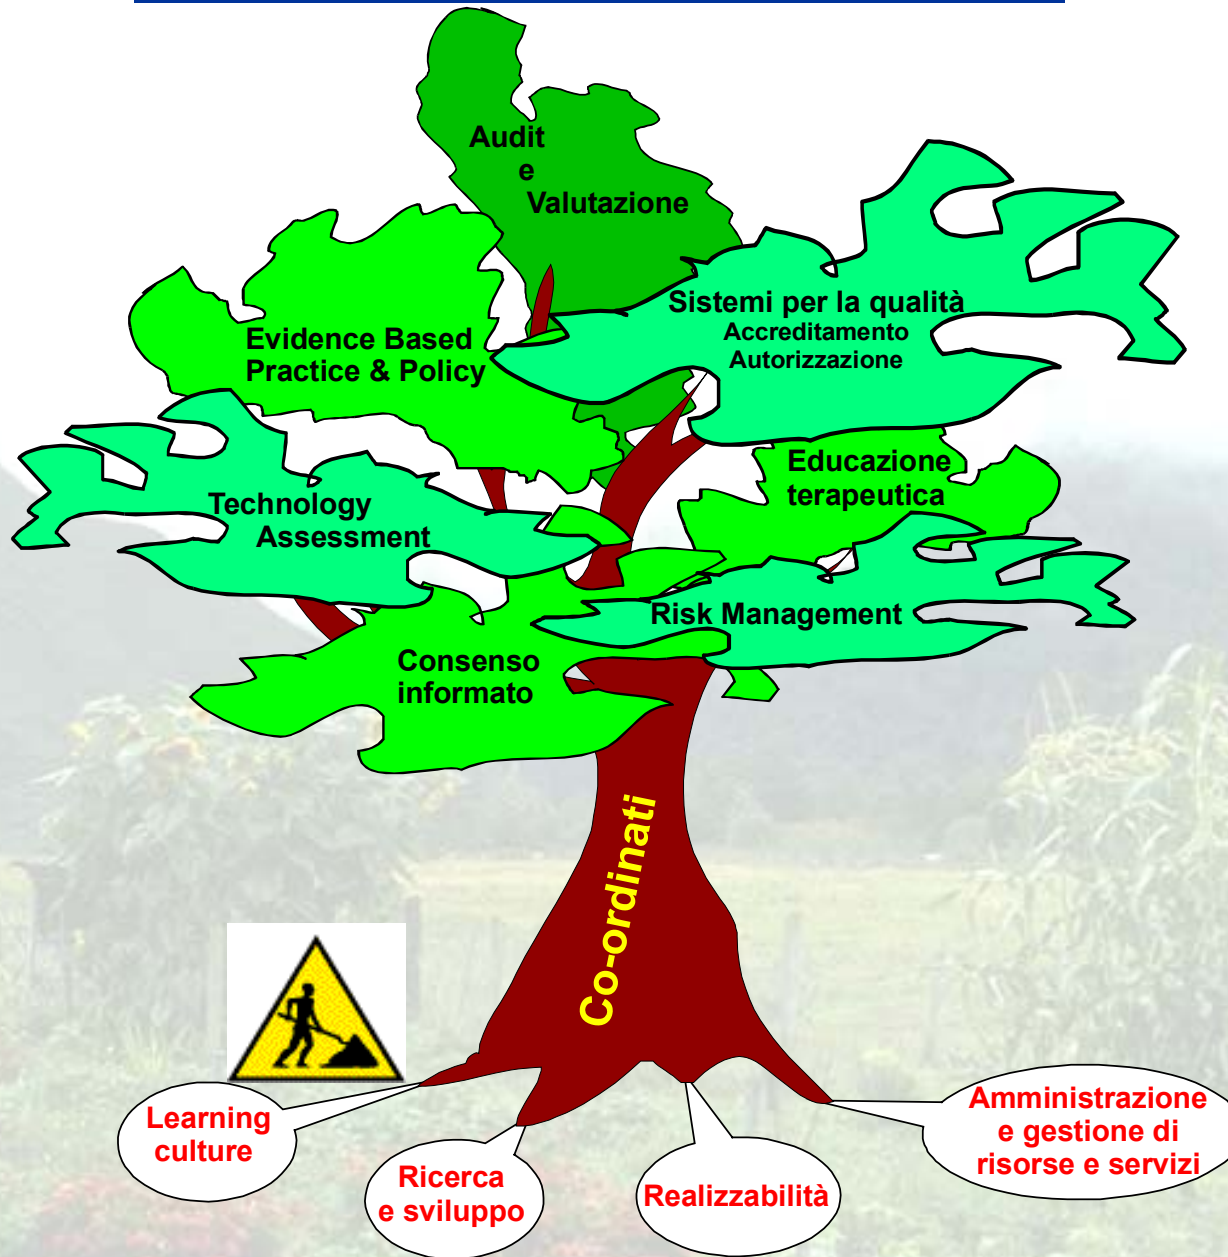 Audit
e
Valutazione
Sistemi per la qualità
Accreditamento
Autorizzazione
Evidence Based
Practice & Policy
Educazione
terapeutica
Technology
Assessment
Risk Management
Consenso
informato
Co-ordinati
Learning
culture
Ricerca
e sviluppo
Realizzabilità
Amministrazione
e gestione di
risorse e servizi